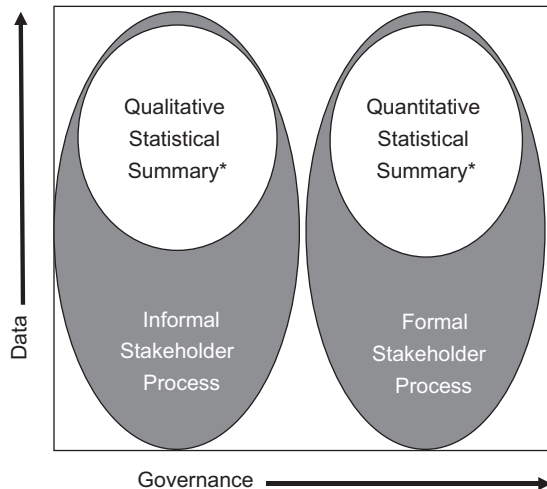 Qualitative
Statistical
Summary*
Quantitative
Statistical
Summary*
Informal
Stakeholder
Process
Formal
Stakeholder
Process
Data
Governance